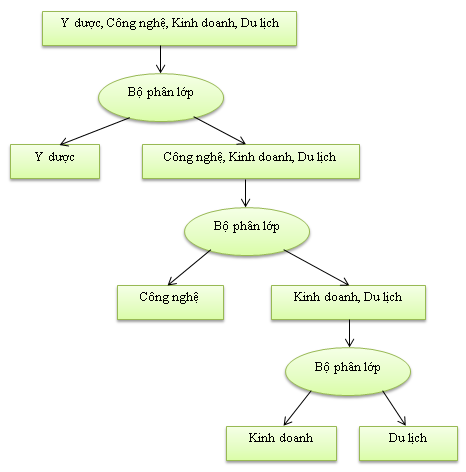 Y dược, Công nghệ, Kinh doanh, Du lịch
Bộ phân lớp
Y dược
Công nghệ, Kinh doanh, Du lịch
Bộ phân lớp
Công nghệ
Kinh doanh, Du lịch
Bộ phân lớp
Kinh doanh
Du lịch